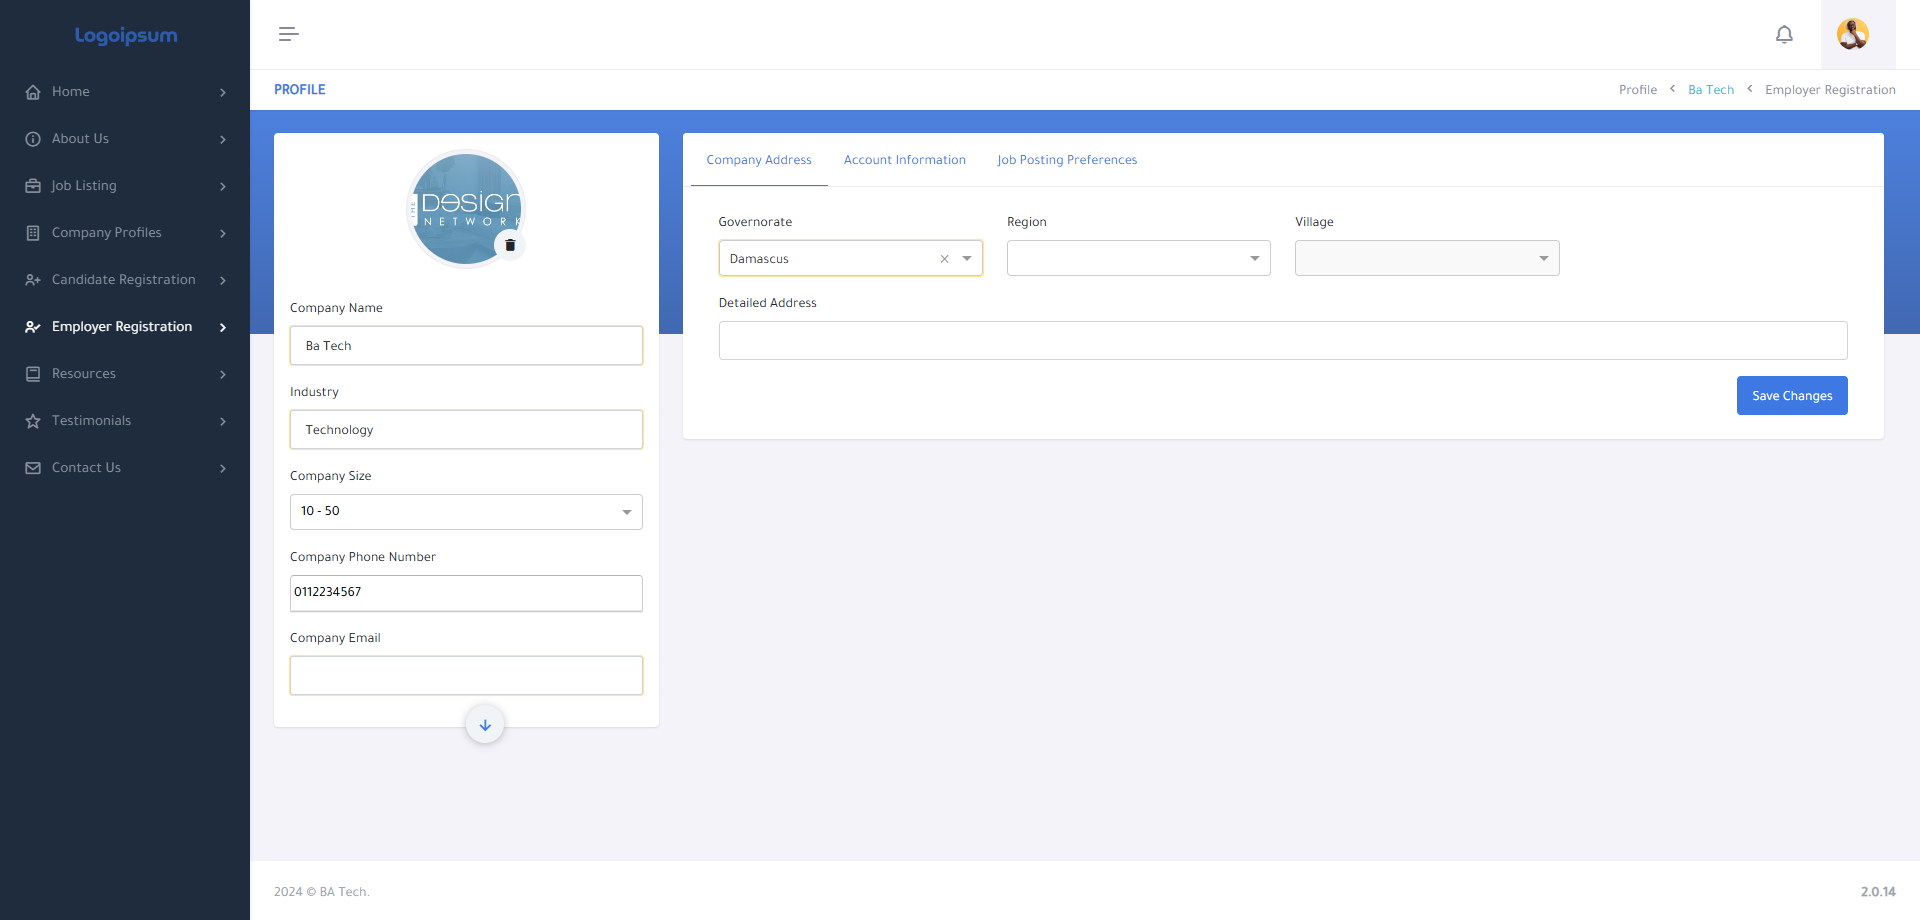 Logoipsum
Home
About Us
Job Listing
Company Profiles
Candidate Registration
Employer Registration
Resources
Testimonials
Contact Us
PROFILE
Profile < Ba Tech < Employer Registration
THE DESIGN
NETWORK
Company Name
Ba Tech
Industry
Technology
Company Size
10 - 50
Company Phone Number
0112234567
Company Email
Company Address Account Information Job Posting Preferences
Governorate Region Village
Damascus
Detailed Address
Save Changes
2024 © BA Tech.
2.0.14